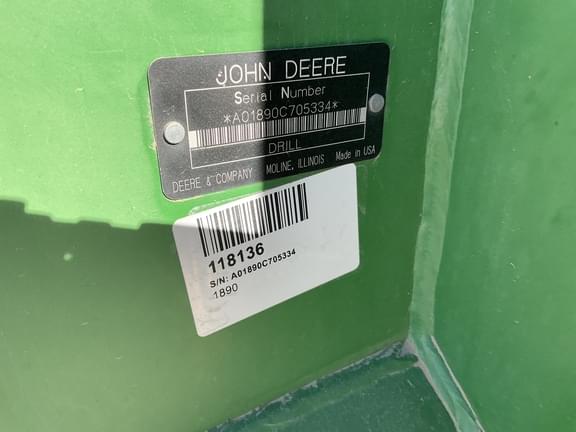 JOHN DEERE
Serial Number
*A01890C705334*
DRILL
DEERE & COMPANY MOLINE, ILLINOIS Made in USA
118136
S/N: A01890C705334
1890